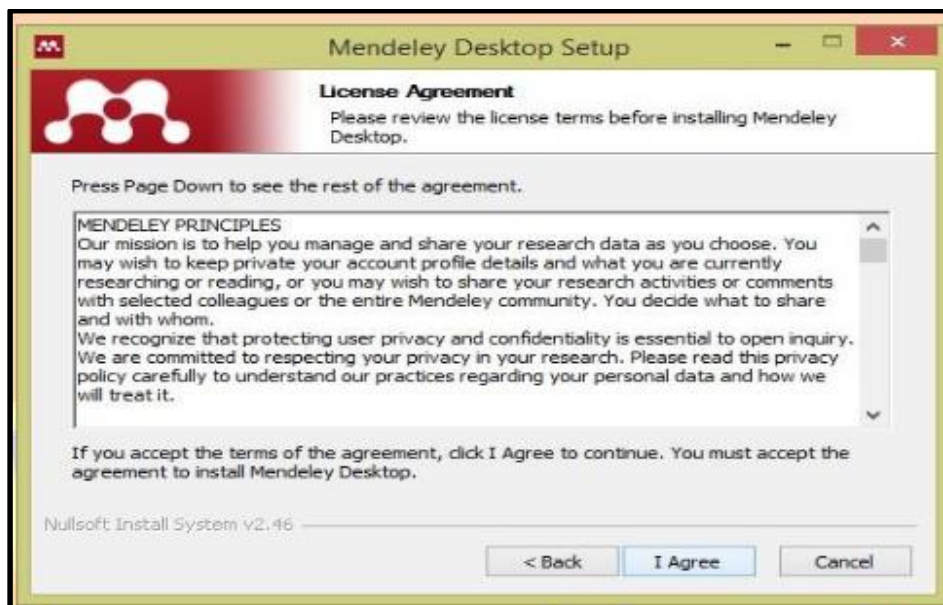 Mendeley Desktop Setup
License Agreement
Please review the license terms before installing Mendeley
Desktop.
Press Page Down to see the rest of the agreement.
MENDELEY PRINCIPLES
Our mission is to help you manage and share your research data as you choose. You
may wish to keep private your account profile details and what you are currently
researching or reading, or you may wish to share your research activities or comments
with selected colleagues or the entire Mendeley community. You decide what to share
and with whom.
We recognize that protecting user privacy and confidentiality is essential to open inquiry.
We are committed to respecting your privacy in your research. Please read this privacy
policy carefully to understand our practices regarding your personal data and how we
will treat it.
If you accept the terms of the agreement, click I Agree to continue. You must accept the
agreement to install Mendeley Desktop.
Nullsoft Install System v2.46
< Back I Agree Cancel